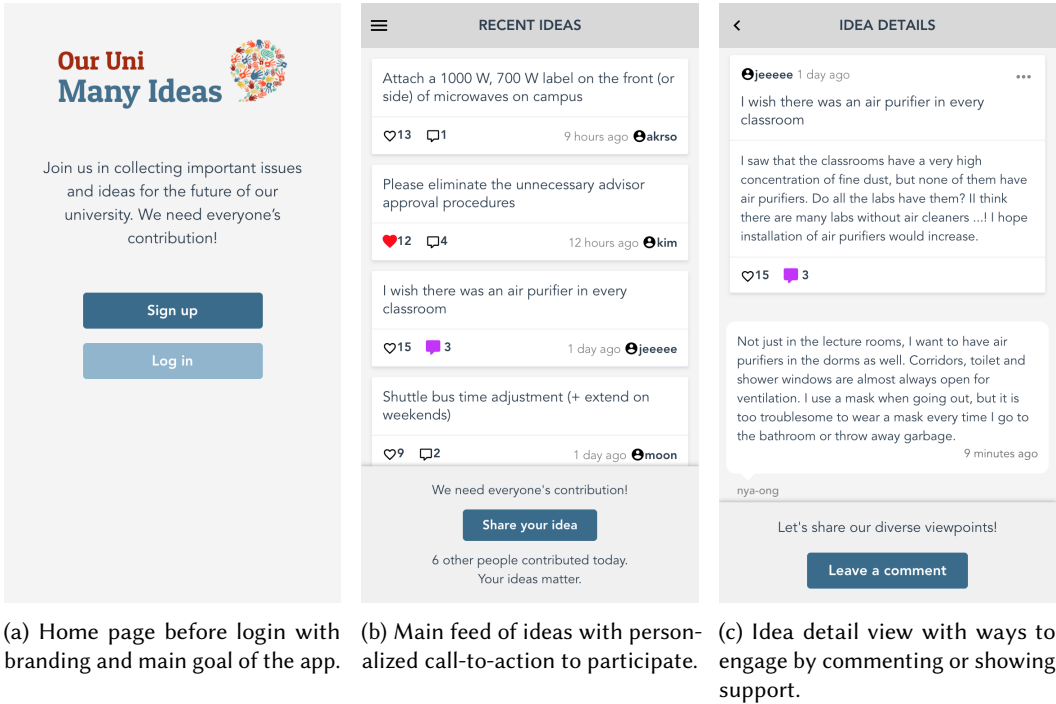 Our Uni
Many Ideas
Join us in collecting important issues
and ideas for the future of our
university. We need everyone's
contribution!
Sign up
Log in
(a) Home page before login with
branding and main goal of the app.
RECENT IDEAS
Attach a 1000 W, 700 W label on the front (or
side) of microwaves on campus
13 1 9 hours ago akrso
Please eliminate the unnecessary advisor
approval procedures
12 4 12 hours ago kim
I wish there was an air purifier in every
classroom
15 3 1 day ago jeeeee
Shuttle bus time adjustment (+ extend on
weekends)
9 2 1 day ago moon
We need everyone's contribution!
Share your idea
6 other people contributed today.
Your ideas matter.
(b) Main feed of ideas with person-
alized call-to-action to participate.
IDEA DETAILS
jeeeee 1 day ago
I wish there was an air purifier in every
classroom
I saw that the classrooms have a very high
concentration of fine dust, but none of them have
air purifiers. Do all the labs have them? II think
there are many labs without air cleaners ...! I hope
installation of air purifiers would increase.
15 3
Not just in the lecture rooms, I want to have air
purifiers in the dorms as well. Corridors, toilet and
shower windows are almost always open for
ventilation. I use a mask when going out, but it is
too troublesome to wear a mask every time I go to
the bathroom or throw away garbage.
9 minutes ago
nya-ong
Let's share our diverse viewpoints!
Leave a comment
(c) Idea detail view with ways to
engage by commenting or showing
support.